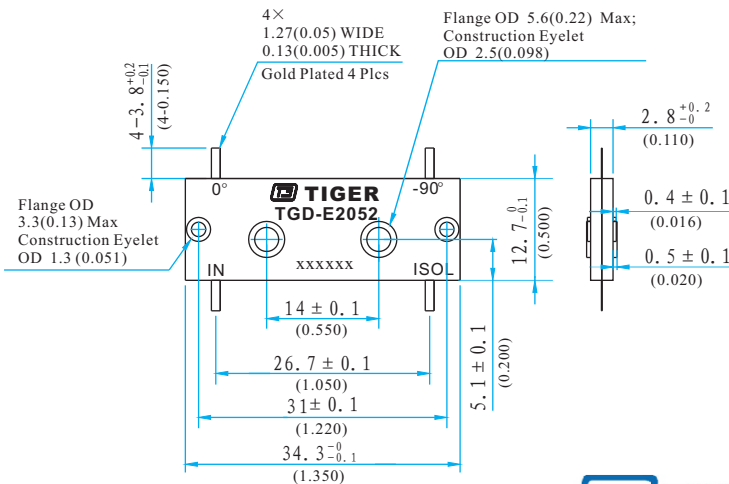 4×
1.27(0.05) WIDE
0.13(0.005) THICK
Gold Plated 4 Plcs
Flange OD 5.6(0.22) Max;
Construction Eyelet
OD 2.5(0.098)
4-3.8+0.2 -0.1
(4-0.150)
2.8+0.2 -0
(0.110)
0°
TIGER
-90°
TGD-E2052
Flange OD
3.3(0.13) Max
Construction Eyelet
OD 1.3 (0.051)
IN
xxxxxx
ISOL
12.7 0 -0.1
(0.500)
0.4 ± 0.1
(0.016)
0.5 ± 0.1
(0.020)
14 ± 0.1
(0.550)
5.1 ± 0.1
(0.200)
26.7 ± 0.1
(1.050)
31 ± 0.1
(1.220)
34.3 -0 -0.1
(1.350)